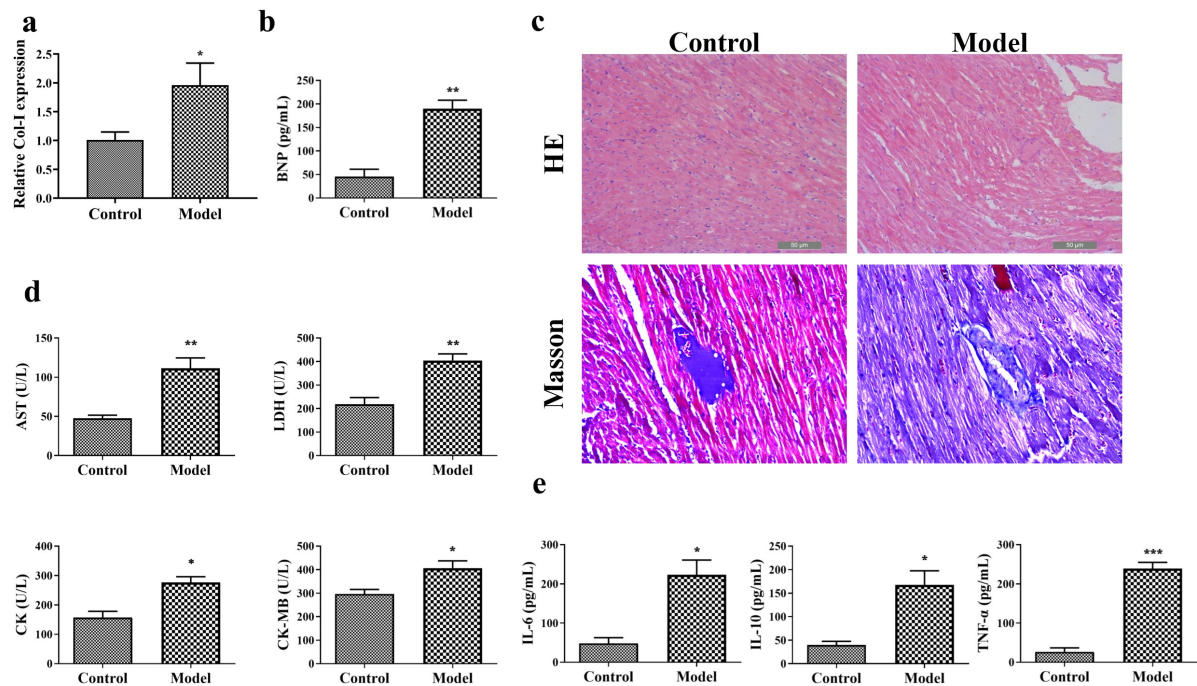 a
Relative Col-I expression
2.5
2.0
1.5
1.0
0.5
0.0
*
Control Model
b
BNP (pg/mL)
250
200
150
100
50
0
**
Control Model
c
Control Model
HE
50 μm
50 μm
Masson
d
AST (U/L)
150
100
50
0
**
Control Model
LDH (U/L)
500
400
300
200
100
0
**
Control Model
CK (U/L)
400
300
200
100
0
*
Control Model
CK-MB (U/L)
500
400
300
200
100
0
*
Control Model
e
IL-6 (pg/mL)
300
200
100
0
*
Control Model
IL-10 (pg/mL)
250
200
150
100
50
0
*
Control Model
TNF-α (pg/mL)
300
200
100
0
***
Control Model